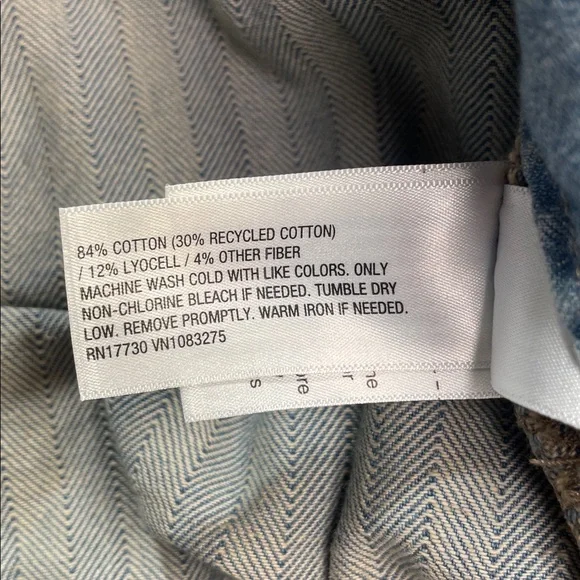 84% COTTON (30% RECYCLED COTTON)
/ 12% LYOCELL / 4% OTHER FIBER
MACHINE WASH COLD WITH LIKE COLORS. ONLY
NON-CHLORINE BLEACH IF NEEDED. TUMBLE DRY
LOW. REMOVE PROMPTLY. WARM IRON IF NEEDED.
RN17730 VN1083275